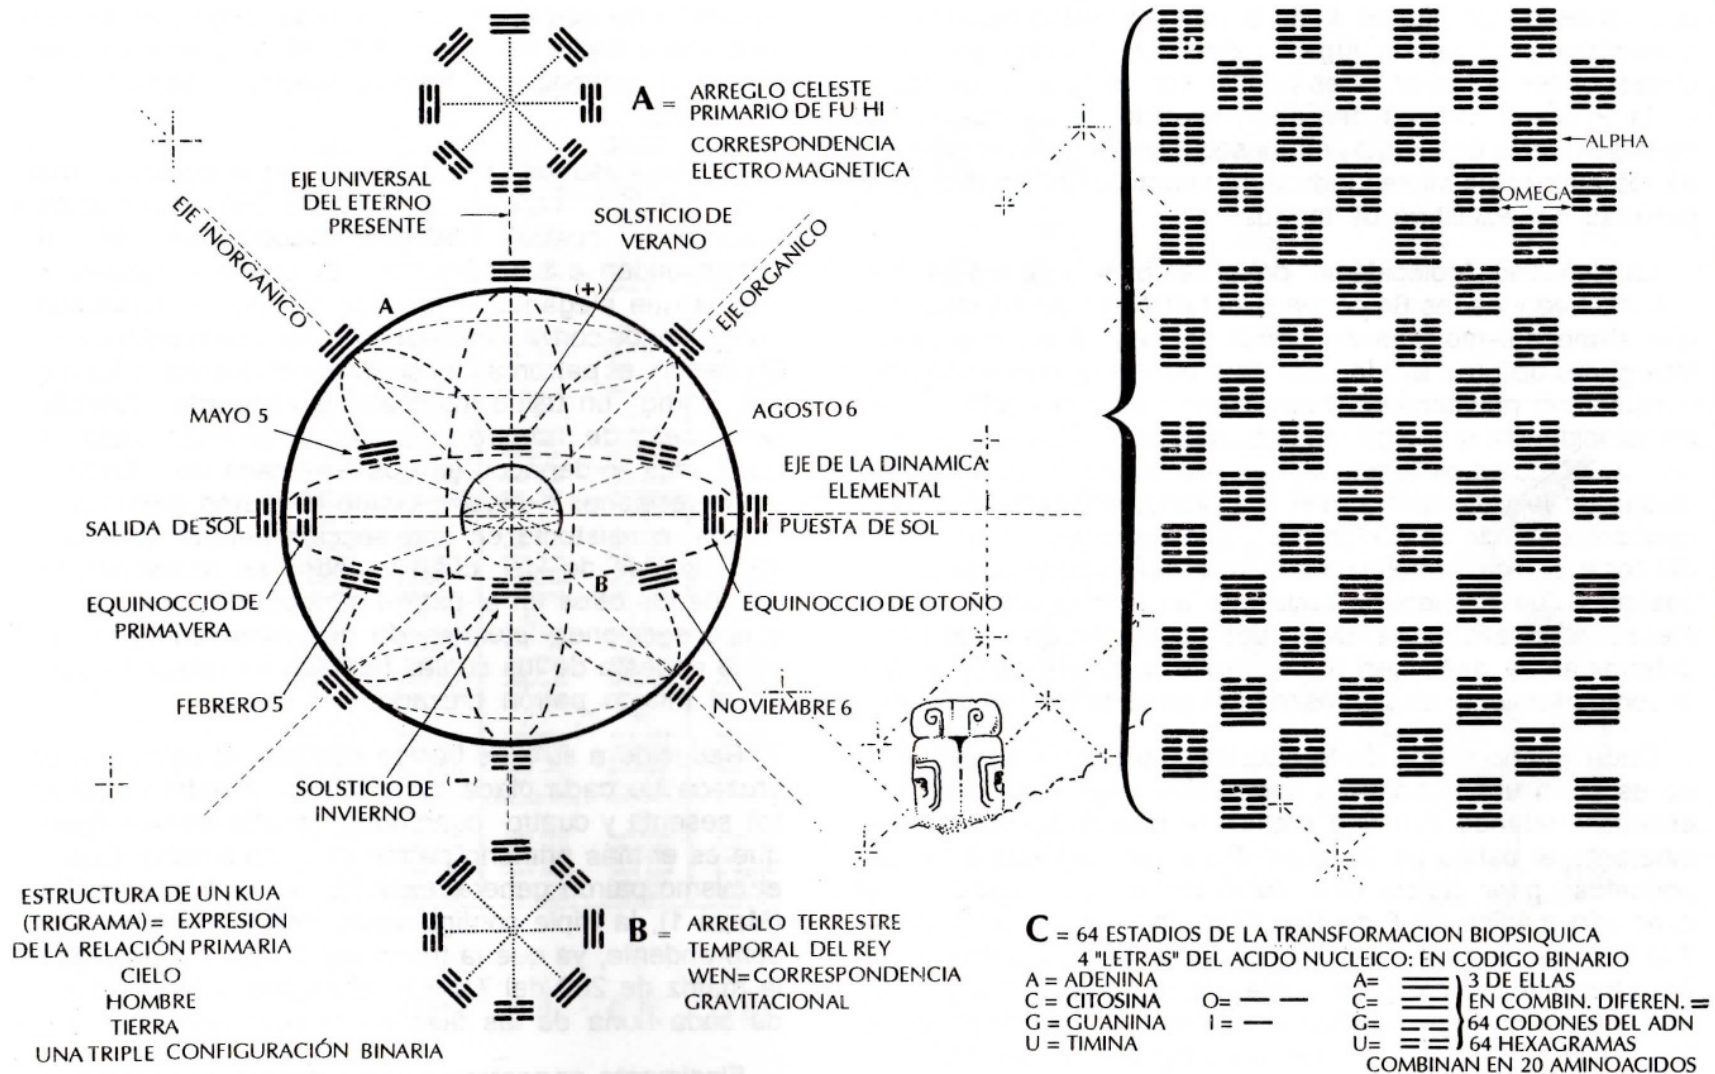 A = ARREGLO CELESTE
PRIMARIO DE FU HI
CORRESPONDENCIA
ELECTRO MAGNETICA
EJE UNIVERSAL
DEL ETERNO
PRESENTE
SOLSTICIO DE
VERANO
EJE INORGANICO
EJE ORGANICO
A
(+)
MAYO 5
AGOSTO 6
EJE DE LA DINAMICA
ELEMENTAL
SALIDA DE SOL
PUESTA DE SOL
B
EQUINOCCIO DE
PRIMAVERA
EQUINOCCIO DE OTOÑO
FEBRERO 5
NOVIEMBRE 6
(-)
SOLSTICIO DE
INVIERNO
ESTRUCTURA DE UN KUA
(TRIGRAMA)= EXPRESION
DE LA RELACIÓN PRIMARIA
CIELO
HOMBRE
TIERRA
UNA TRIPLE CONFIGURACIÓN BINARIA
B = ARREGLO TERRESTRE
TEMPORAL DEL REY
WEN=CORRESPONDENCIA
GRAVITACIONAL
ALPHA
OMEGA
C = 64 ESTADIOS DE LA TRANSFORMACION BIOPSIQUICA
4 "LETRAS" DEL ACIDO NUCLEICO: EN CODIGO BINARIO
A = ADENINA
C = CITOSINA
G = GUANINA
U = TIMINA
O= — —
I = —
A=
C=
G=
U=
3 DE ELLAS
EN COMBIN. DIFEREN. =
64 CODONES DEL ADN
64 HEXAGRAMAS
COMBINAN EN 20 AMINOACIDOS